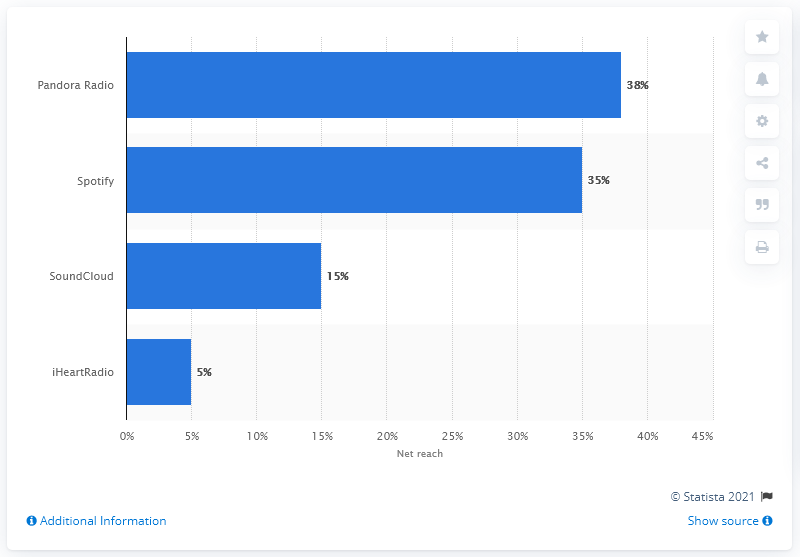 Pandora Radio
38%
Spotify
35%
SoundCloud
15%
iHeartRadio
5%
0% 5% 10% 15% 20% 25% 30% 35% 40% 45%
Net reach
© Statista 2021
Additional Information
Show source